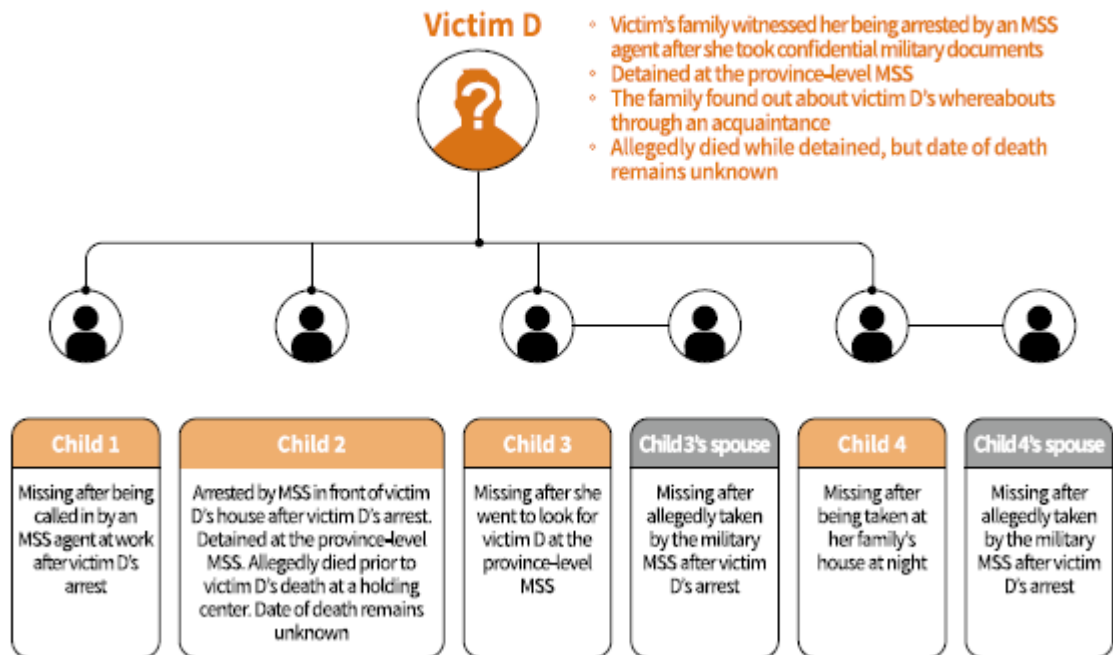 Victim D
◦ Victim's family witnessed her being arrested by an MSS
agent after she took confidential military documents
◦ Detained at the province-level MSS
◦ The family found out about victim D's whereabouts
through an acquaintance
◦ Allegedly died while detained, but date of death
remains unknown
?
Child 1
Missing after being
called in by an
MSS agent at work
after victim D's
arrest
Child 2
Arrested by MSS in front of victim
D's house after victim D's arrest.
Detained at the province-level
MSS. Allegedly died prior to
victim D's death at a holding
center. Date of death remains
unknown
Child 3
Missing after she
went to look for
victim D at the
province-level
MSS
Child 3's spouse
Missing after
allegedly taken
by the military
MSS after victim
D's arrest
Child 4
Missing after
being taken at
her family's
house at night
Child 4's spouse
Missing after
allegedly taken
by the military
MSS after victim
D's arrest